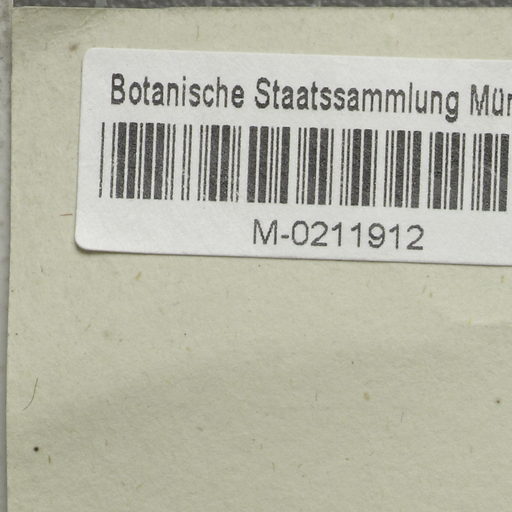 Botanische Staatssammlung Mün
M-0211912